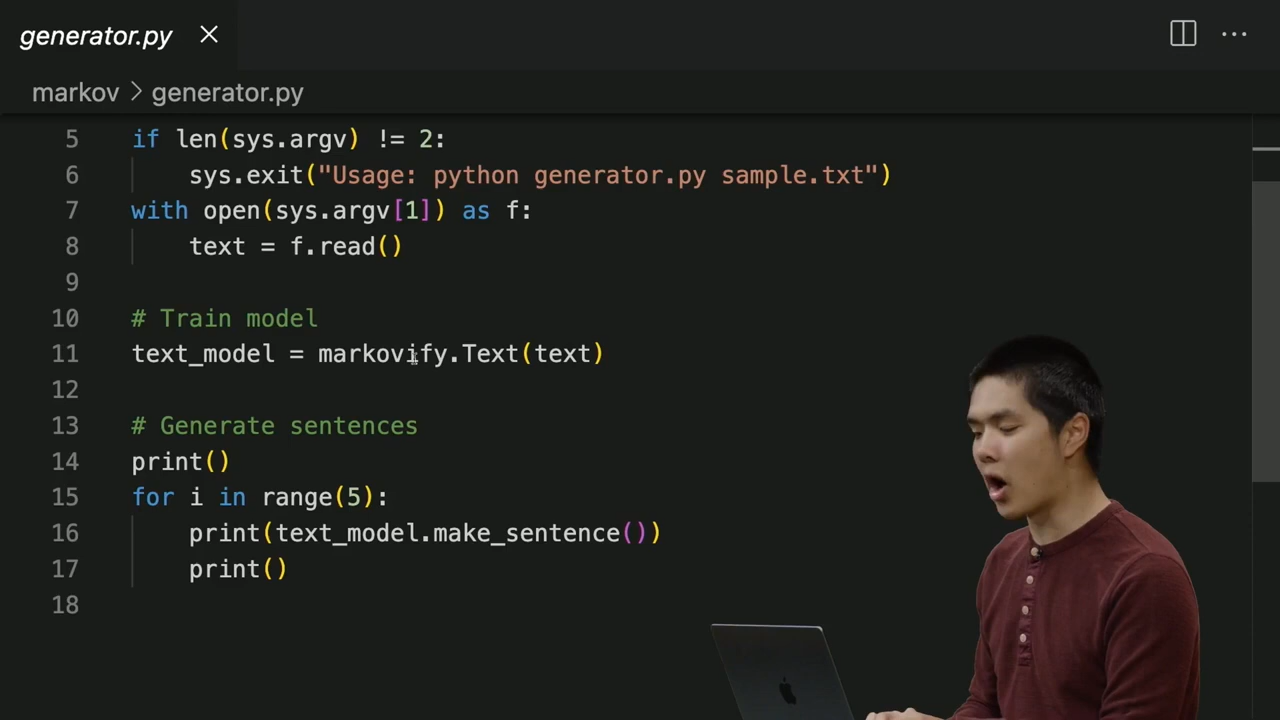 generator.py
markov > generator.py
5 if len(sys.argv) != 2:
6 sys.exit("Usage: python generator.py sample.txt")
7 with open(sys.argv[1]) as f:
8 text = f.read()
9
10 # Train model
11 text_model = markovify.Text(text)
12
13 # Generate sentences
14 print()
15 for i in range(5):
16 print(text_model.make_sentence())
17 print()
18